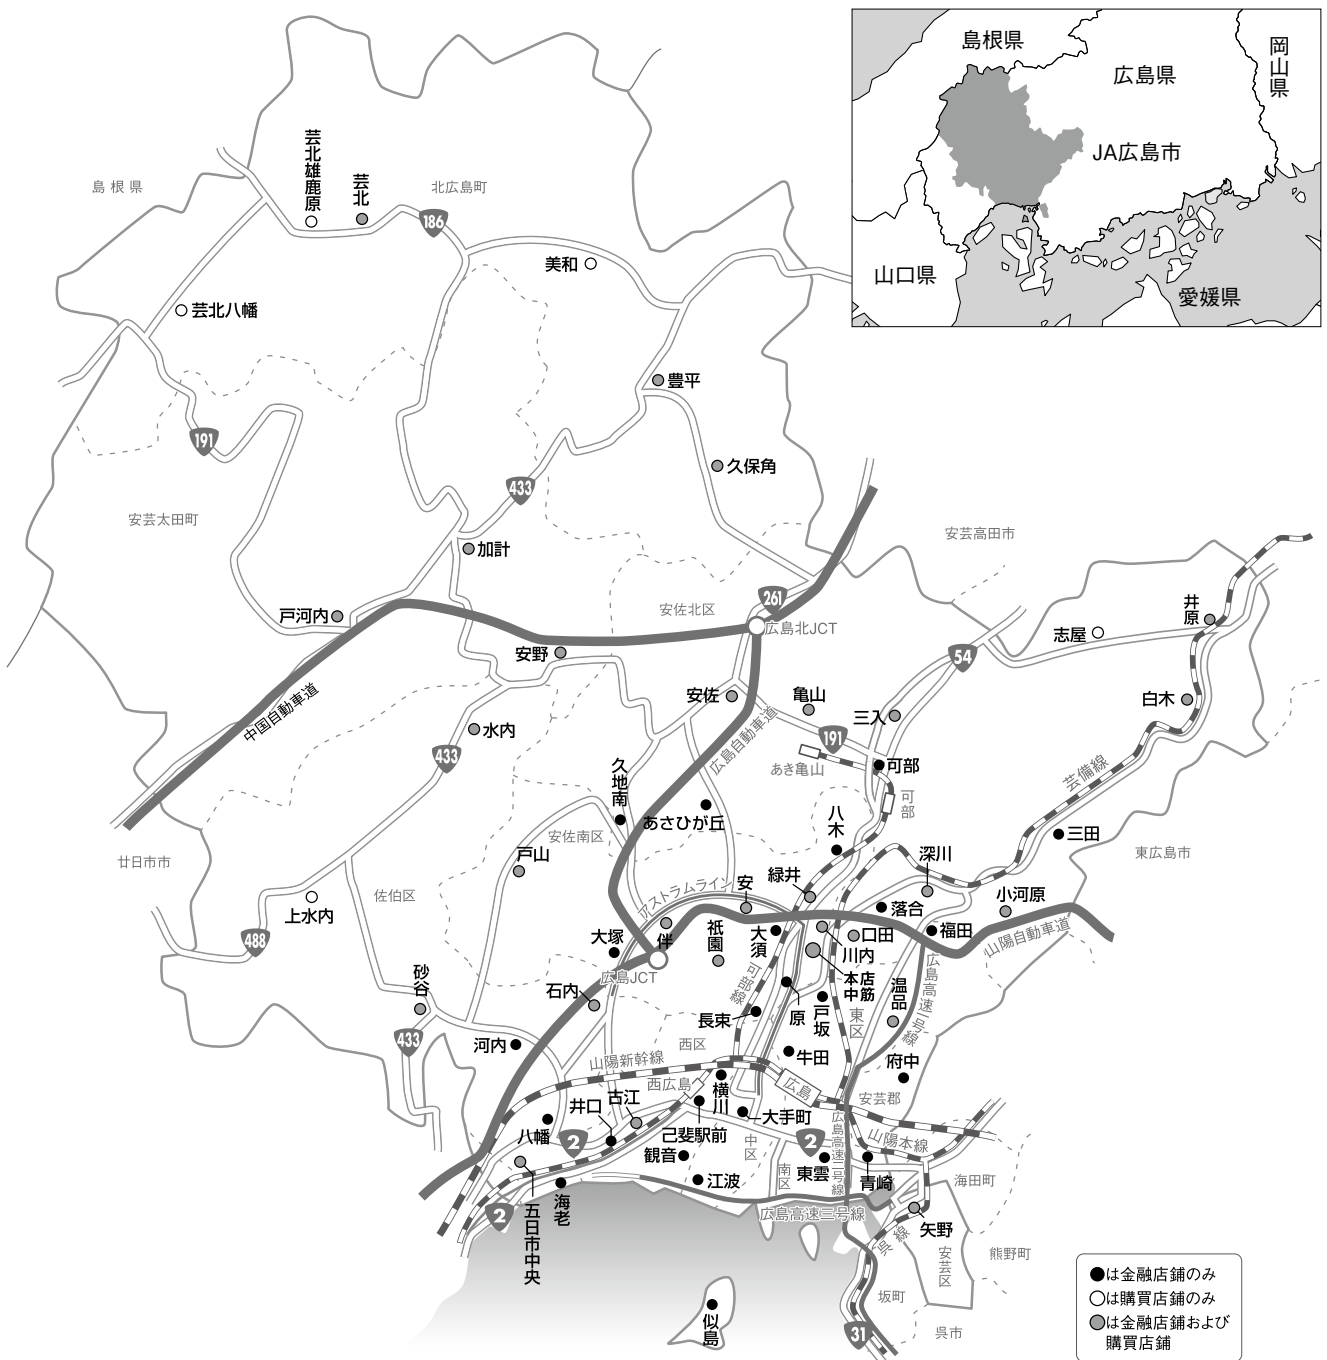 島根県
広島県
岡山県
JA広島市
山口県
愛媛県
芸北雄鹿原
芸北
島根県
北広島町
186
美和
芸北八幡
豊平
191
久保角
433
安芸太田町
安芸高田市
加計
261
安佐北区
井原
戸河内
広島北JCT
志屋
安野
54
中国自動車道
安佐
亀山
白木
三入
水内
広島自動車道
191
433
久地南
あき亀山
可部
芸備線
可部
あさひが丘
八木
三田
安佐南区
廿日市市
戸山
深川
東広島市
佐伯区
緑井
アストラムライン
安
小河原
上水内
落合
488
伴
祇園
大須
口田
福田
山陽自動車道
大塚
川内
広島JCT
可部線
本店
中筋
広島高速一号線
砂谷
石内
温品
原
戸坂
長束
東区
433
西区
河内
牛田
山陽新幹線
府中
西広島
広島
横川
安芸郡
古江
井口
大手町
己斐駅前
広島高速二号線
八幡
2
中区
2
山陽本線
観音
南区
東雲
青崎
海田町
江波
海老
広島高速三号線
2
五日市中央
矢野
呉線
安芸区
熊野町
坂町
似島
31
呉市
●は金融店舗のみ
○は購買店舗のみ
●は金融店舗および
購買店舗